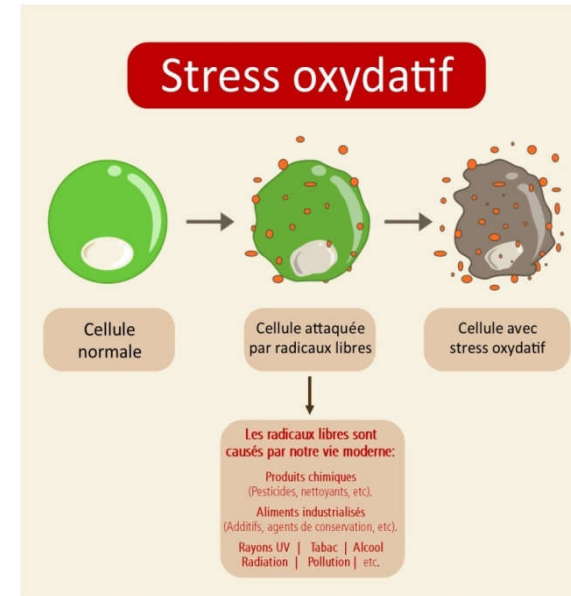 Stress oxydatif
Cellule
normale
Cellule attaquée
par radicaux libres
Cellule avec
stress oxydatif
Les radicaux libres sont
causés par notre vie moderne:
Produits chimiques
(Pesticides, nettoyants, etc).
Aliments industrialisés
(Additifs, agents de conservation, etc).
Rayons UV | Tabac | Alcool
Radiation | Pollution | etc.